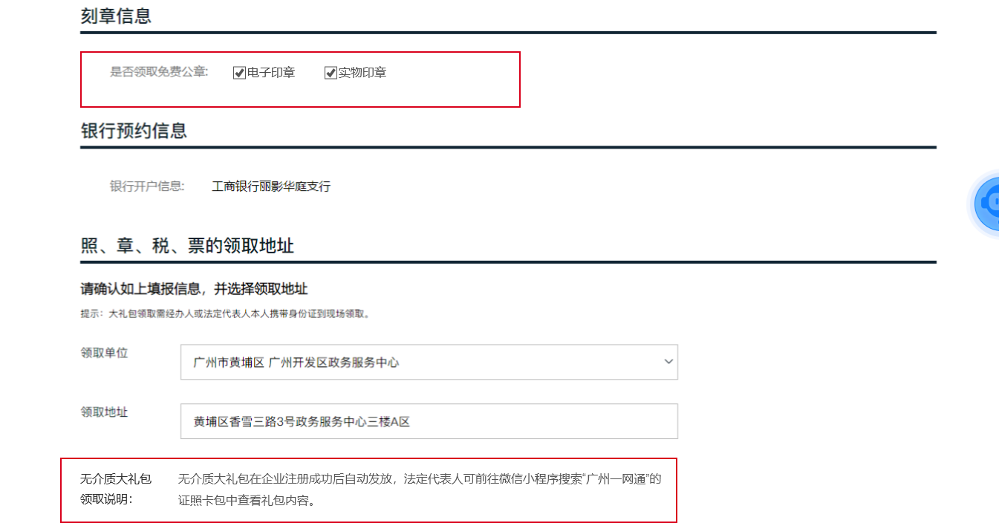 刻章信息
是否领取免费公章: 电子印章 实物印章
银行预约信息
银行开户信息: 工商银行丽影华庭支行
照、章、税、票的领取地址
请确认如上填报信息，并选择领取地址
提示：大礼包领取需经办人或法定代表人本人携带身份证到现场领取。
领取单位 广州市黄埔区 广州开发区政务服务中心
领取地址 黄埔区香雪三路3号政务服务中心三楼A区
无介质大礼包 无介质大礼包在企业注册成功后自动发放，法定代表人可前往微信小程序搜索“广州一网通”的
领取说明： 证照卡包中查看礼包内容。